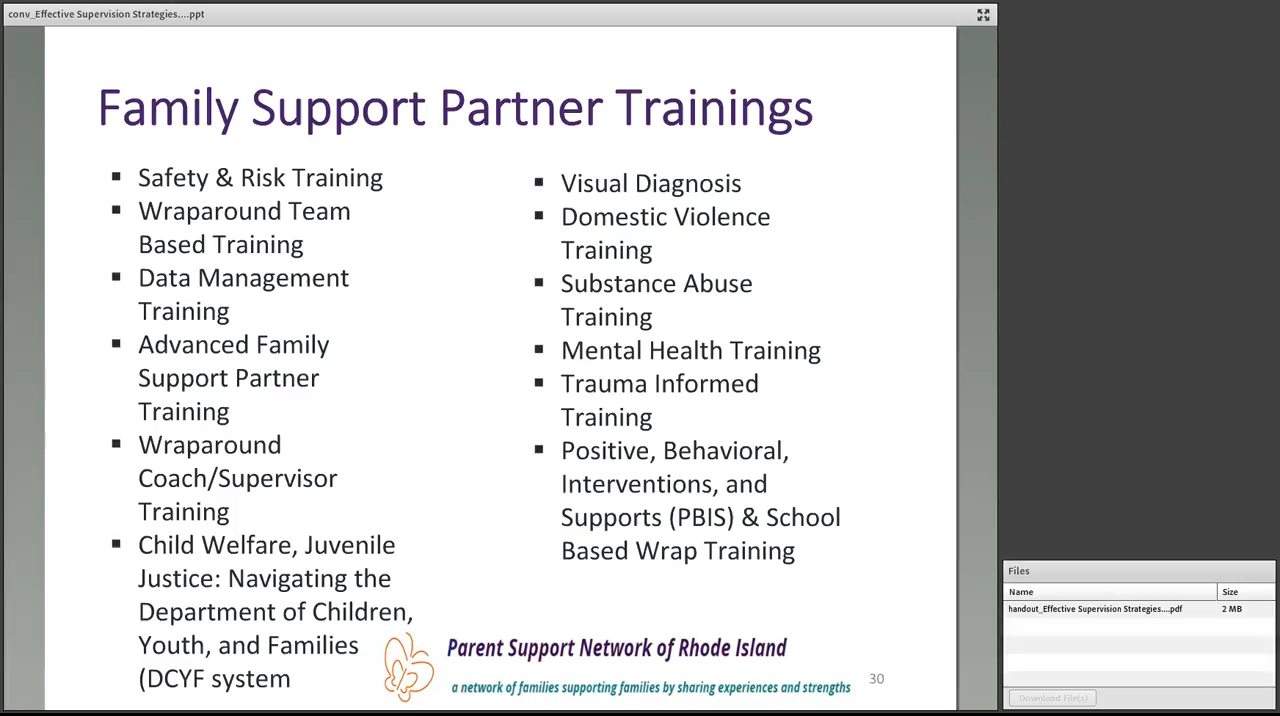 conv_Effective Supervision Strategies....ppt
Family Support Partner Trainings
▪ Safety & Risk Training
▪ Wraparound Team
Based Training
▪ Data Management
Training
▪ Advanced Family
Support Partner
Training
▪ Wraparound
Coach/Supervisor
Training
▪ Child Welfare, Juvenile
Justice: Navigating the
Department of Children,
Youth, and Families
(DCYF system
▪ Visual Diagnosis
▪ Domestic Violence
Training
▪ Substance Abuse
Training
▪ Mental Health Training
▪ Trauma Informed
Training
▪ Positive, Behavioral,
Interventions, and
Supports (PBIS) & School
Based Wrap Training
Parent Support Network of Rhode Island
a network of families supporting families by sharing experiences and strengths
30
Files
Name Size
handout_Effective Supervision Strategies....pdf 2 MB
Download File(s)